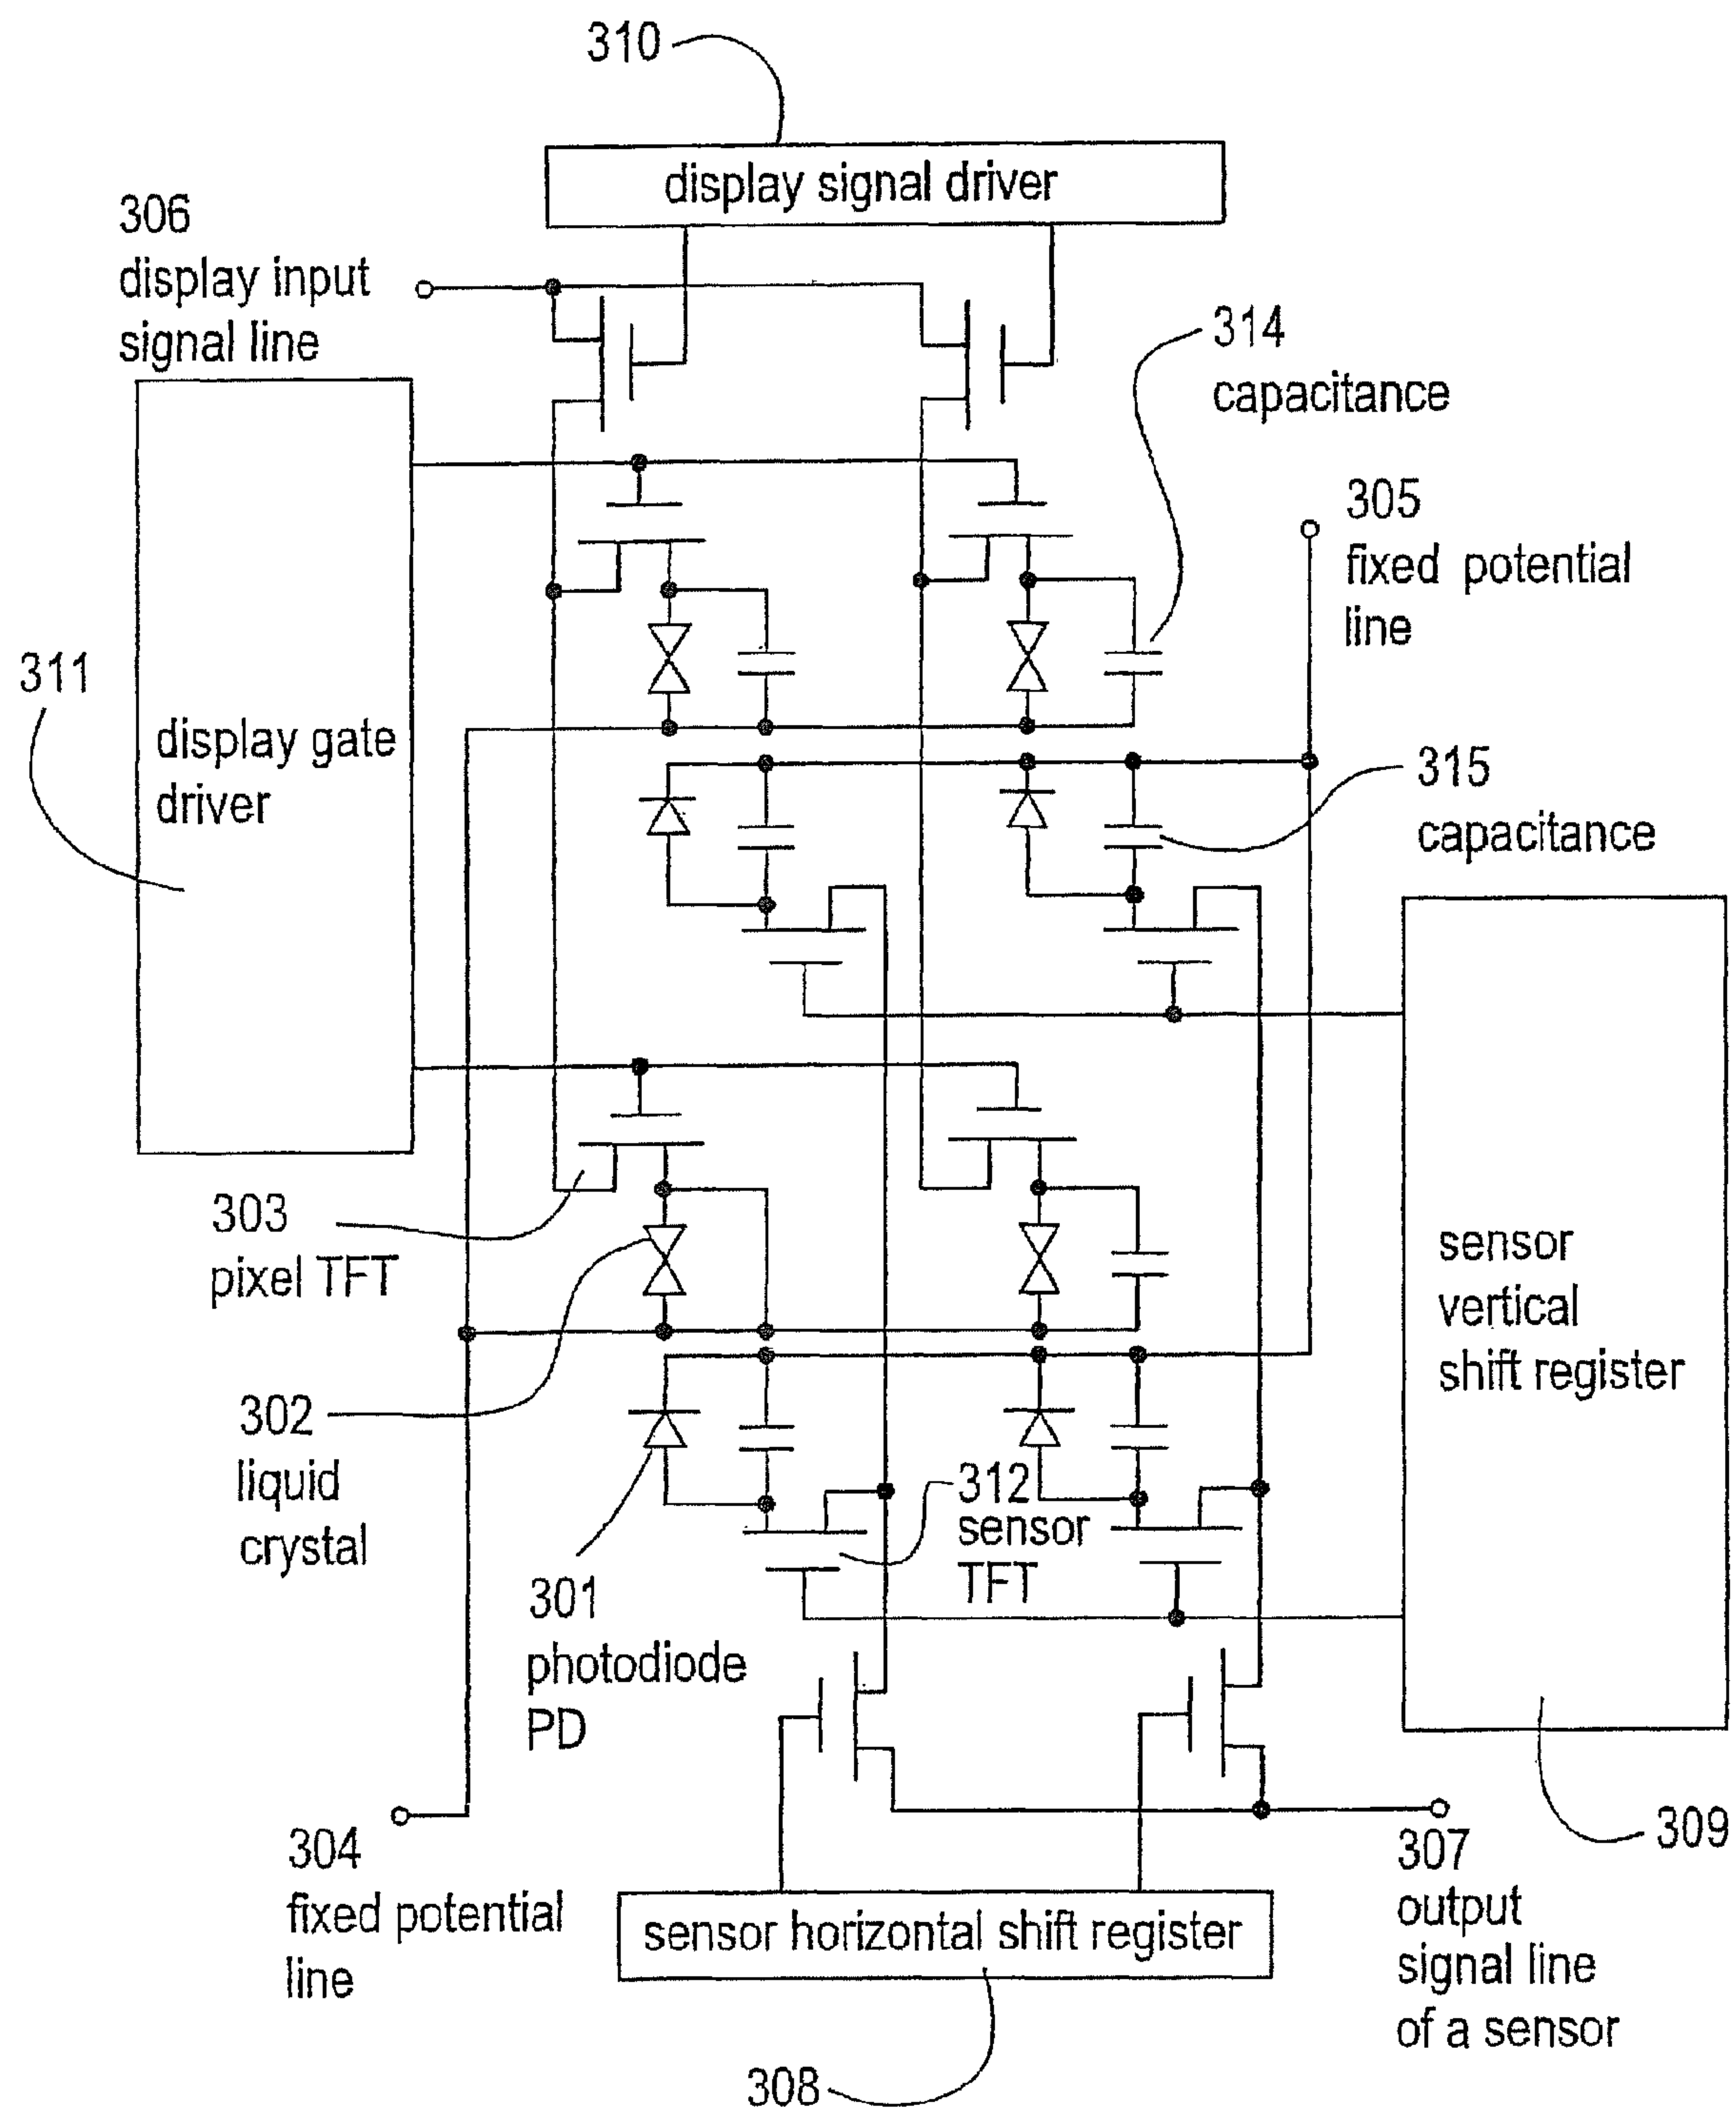 310
display signal driver
306
display input
signal line
314
capacitance
305
fixed potential
line
311
display gate
driver
315
capacitance
303
pixel TFT
sensor
vertical
shift register
302
liquid
crystal
312
sensor
TFT
301
photodiode
PD
304
fixed potential
line
309
307
output
signal line
of a sensor
sensor horizontal shift register
308